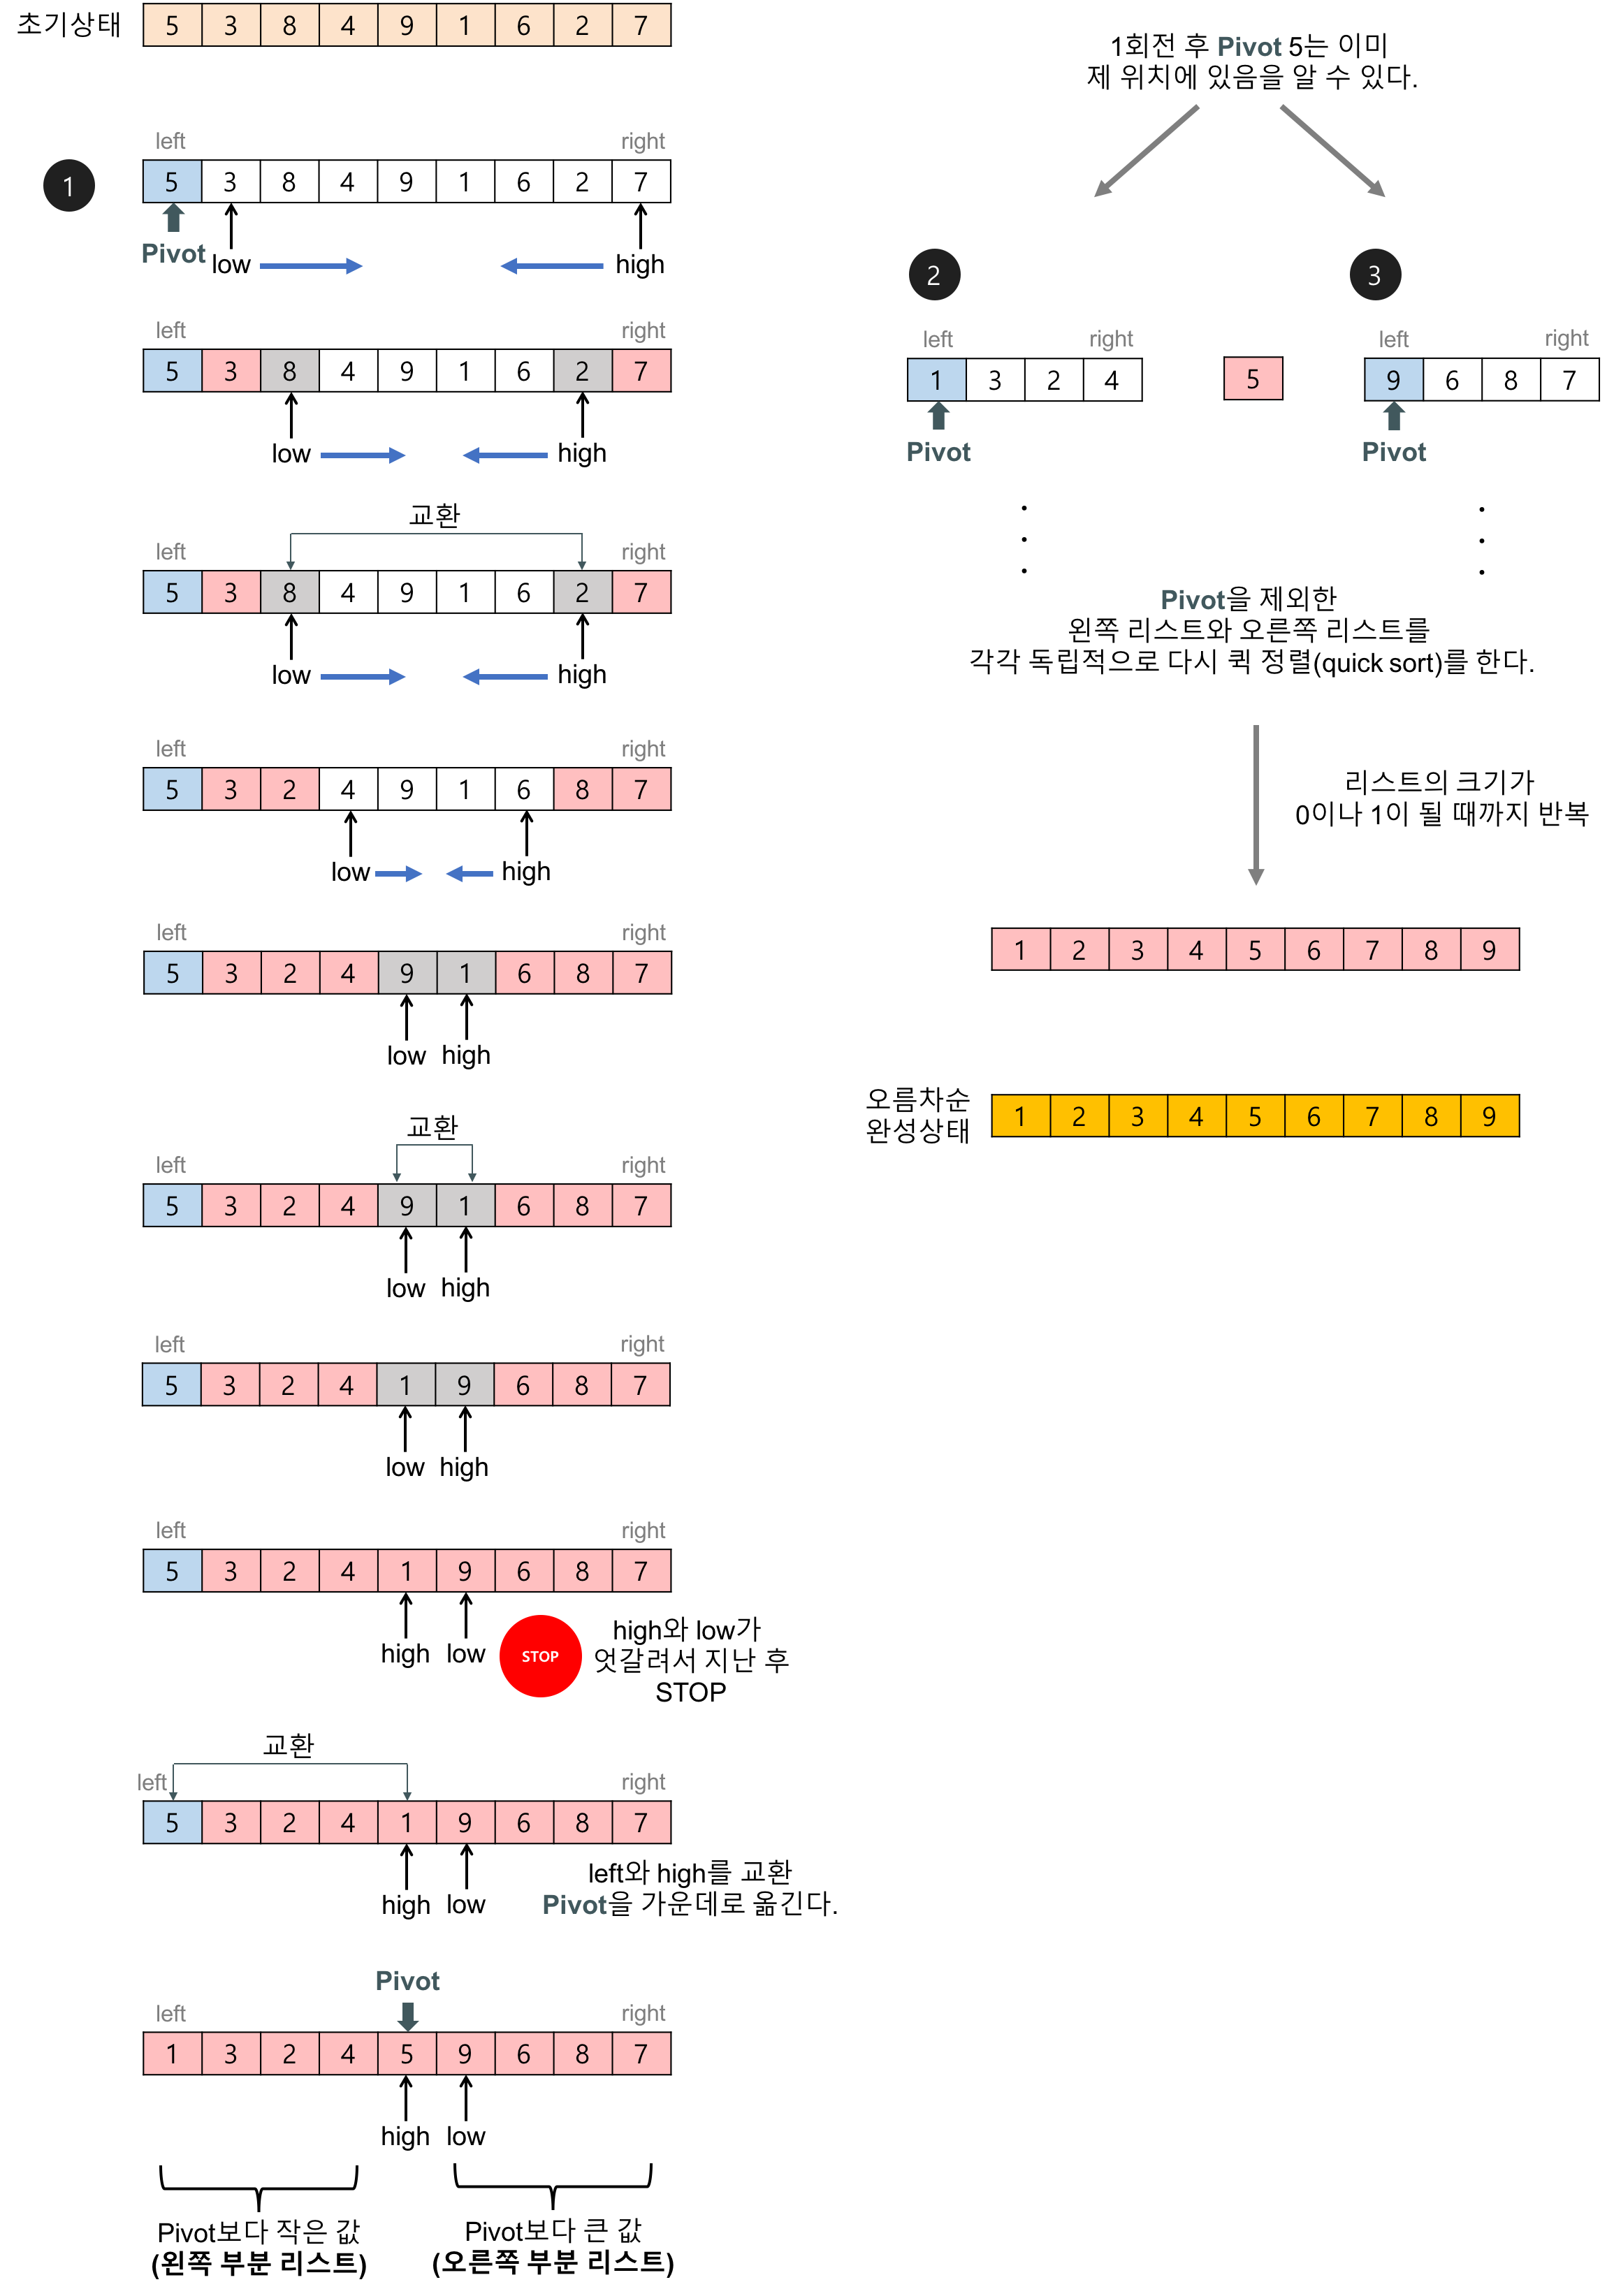 초기상태 5 3 8 4 9 1 6 2 7
left right
1 5 3 8 4 9 1 6 2 7
Pivot low high
left right
5 3 8 4 9 1 6 2 7
low high
교환
left right
5 3 8 4 9 1 6 2 7
low high
left right
5 3 2 4 9 1 6 8 7
low high
left right
5 3 2 4 9 1 6 8 7
low high
교환
left right
5 3 2 4 9 1 6 8 7
low high
left right
5 3 2 4 1 9 6 8 7
low high
left right
5 3 2 4 1 9 6 8 7
high low
STOP
high와 low가
엇갈려서 지난 후
STOP
교환
left right
5 3 2 4 1 9 6 8 7
high low
left와 high를 교환
Pivot을 가운데로 옮긴다.
Pivot
left right
1 3 2 4 5 9 6 8 7
high low
Pivot보다 작은 값
(왼쪽 부분 리스트)
Pivot보다 큰 값
(오른쪽 부분 리스트)
1회전 후 Pivot 5는 이미
제 위치에 있음을 알 수 있다.
2
left right
1 3 2 4
Pivot
5
3
left right
9 6 8 7
Pivot
Pivot을 제외한
왼쪽 리스트와 오른쪽 리스트를
각각 독립적으로 다시 퀵 정렬(quick sort)를 한다.
리스트의 크기가
0이나 1이 될 때까지 반복
1 2 3 4 5 6 7 8 9
오름차순
완성상태
1 2 3 4 5 6 7 8 9